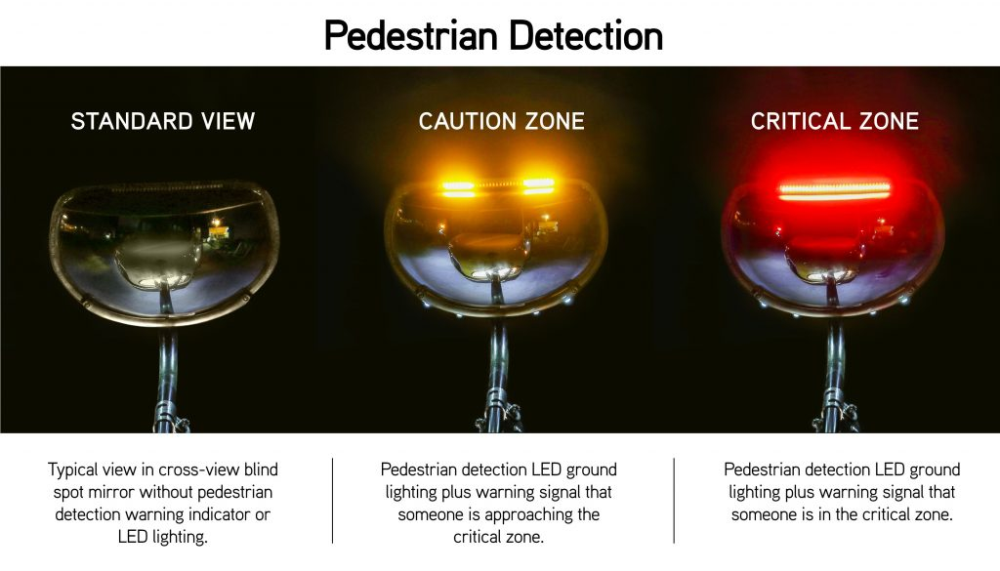 Pedestrian Detection
STANDARD VIEW
CAUTION ZONE
CRITICAL ZONE
Typical view in cross-view blind
spot mirror without pedestrian
detection warning indicator or
LED lighting.
Pedestrian detection LED ground
lighting plus warning signal that
someone is approaching the
critical zone.
Pedestrian detection LED ground
lighting plus warning signal that
someone is in the critical zone.